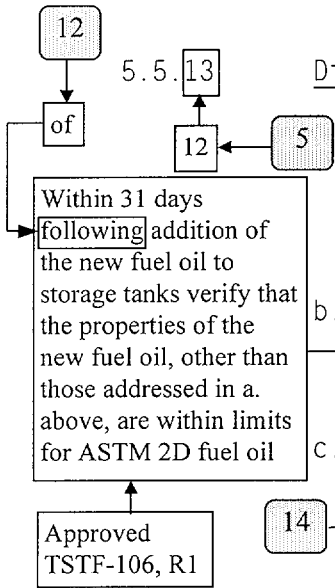 12
5.5.13 D
of
12
5
Within 31 days
following addition of
the new fuel oil to
storage tanks verify that
the properties of the
new fuel oil, other than
those addressed in a.
above, are within limits
for ASTM 2D fuel oil
b.
c.
14
Approved
TSTF-106, R1